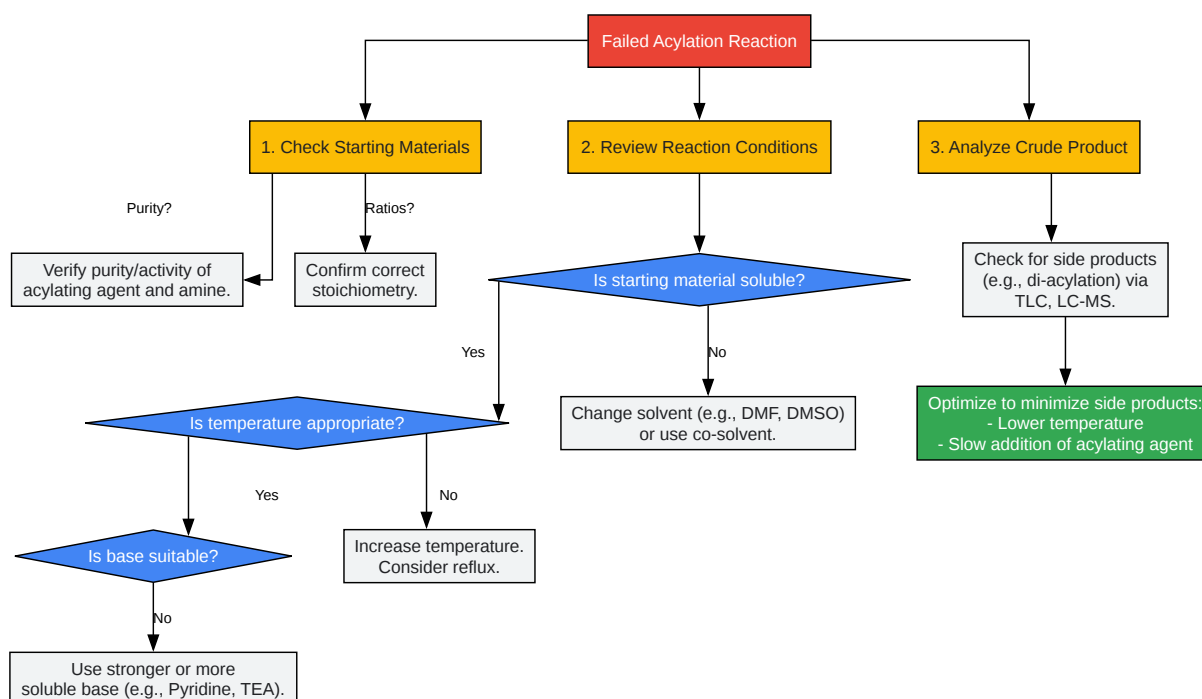 Failed Acylation Reaction
1. Check Starting Materials
2. Review Reaction Conditions
3. Analyze Crude Product
Purity?
Ratios?
Verify purity/activity of
acylating agent and amine.
Confirm correct
stoichiometry.
Is starting material soluble?
Check for side products
(e.g., di-acylation) via
TLC, LC-MS.
Yes
No
Is temperature appropriate?
Change solvent (e.g., DMF, DMSO)
or use co-solvent.
Optimize to minimize side products:
- Lower temperature
- Slow addition of acylating agent
Yes
No
Is base suitable?
Increase temperature.
Consider reflux.
No
Use stronger or more
soluble base (e.g., Pyridine, TEA).